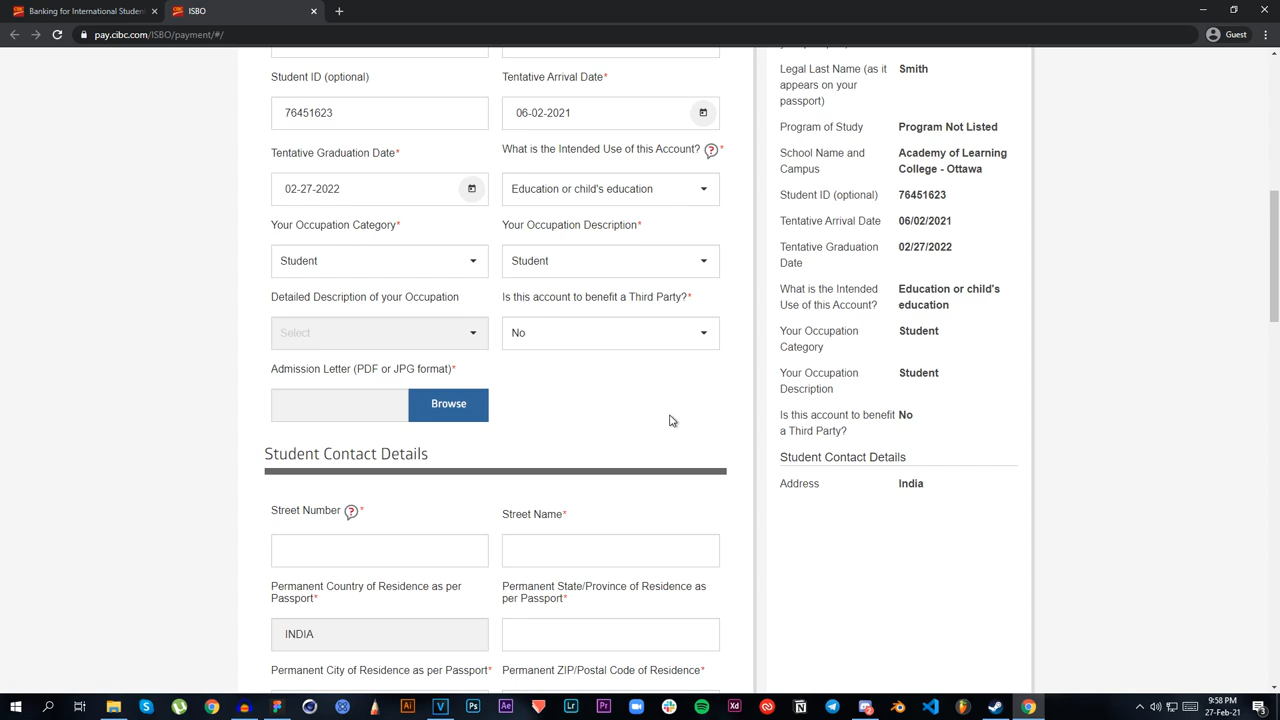 Banking for International Studen
ISBO
pay.cibc.com/ISBO/payment/#/
Guest
Student ID (optional)
Tentative Arrival Date*
76451623
06-02-2021
Tentative Graduation Date*
What is the Intended Use of this Account? ? *
02-27-2022
Education or child's education
Your Occupation Category*
Your Occupation Description*
Student
Student
Detailed Description of your Occupation
Is this account to benefit a Third Party?*
Select
No
Admission Letter (PDF or JPG format)*
Browse
Student Contact Details
Street Number ? *
Street Name*
Permanent Country of Residence as per
Passport*
Permanent State/Province of Residence as
per Passport*
INDIA
Permanent City of Residence as per Passport*
Permanent ZIP/Postal Code of Residence*
Legal Last Name (as it
appears on your
passport)
Smith
Program of Study
Program Not Listed
School Name and
Campus
Academy of Learning
College - Ottawa
Student ID (optional)
76451623
Tentative Arrival Date
06/02/2021
Tentative Graduation
Date
02/27/2022
What is the Intended
Use of this Account?
Education or child's
education
Your Occupation
Category
Student
Your Occupation
Description
Student
Is this account to benefit
a Third Party?
No
Student Contact Details
Address
India
9:58 PM
27-Feb-21